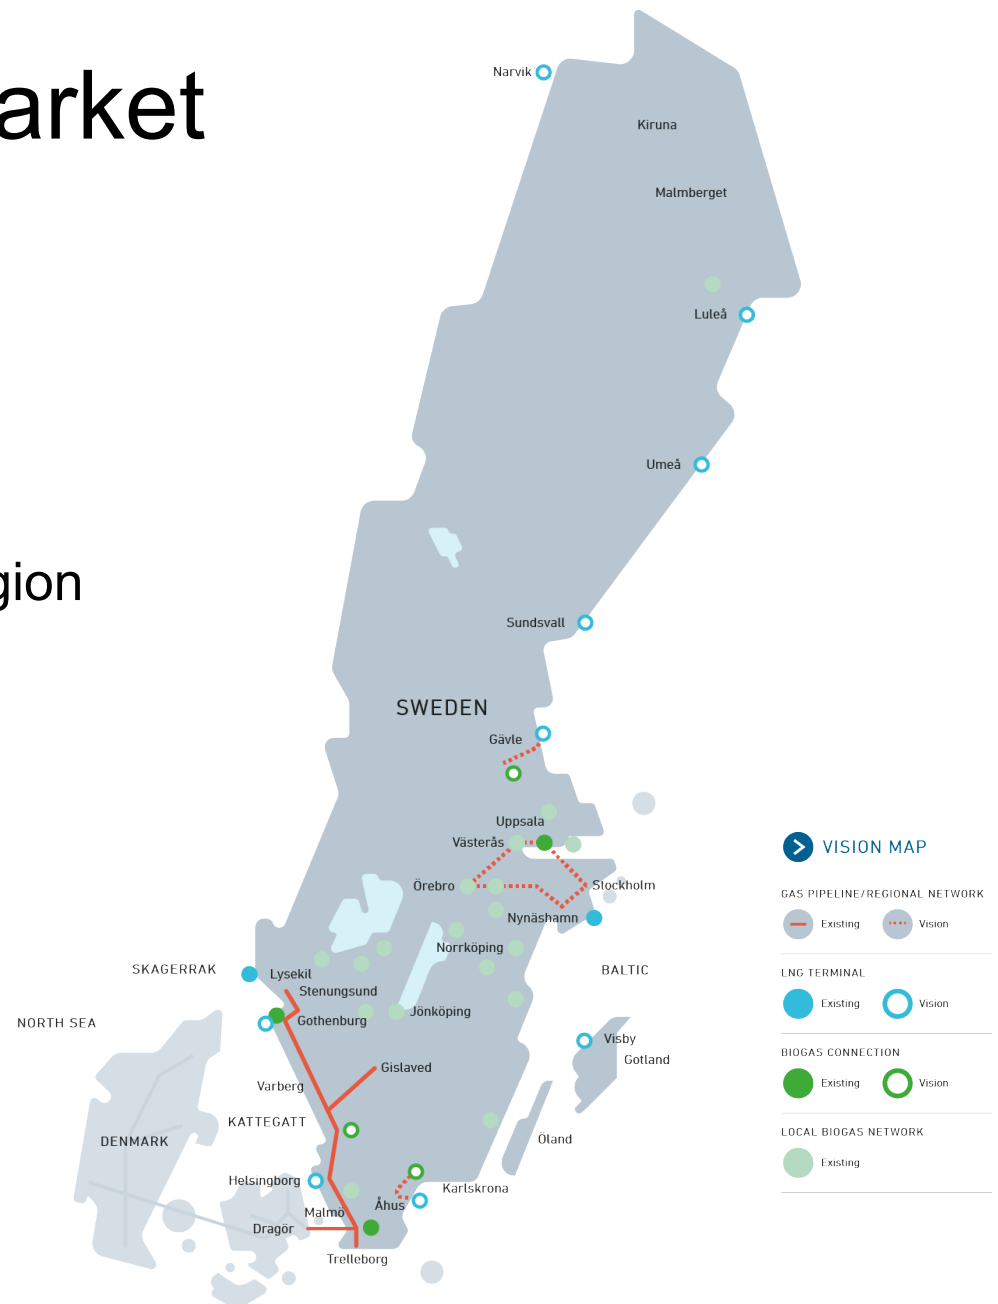 arket
gion
Narvik
Kiruna
Malmberget
Luleå
Umeå
Sundsvall
SWEDEN
Gävle
Uppsala
Västerås
Örebro
Stockholm
Nynäshamn
Norrköping
SKAGERRAK
Lysekil
BALTIC
Stenungsund
NORTH SEA
Gothenburg
Jönköping
Visby
Gotland
Gislaved
Varberg
KATTEGATT
DENMARK
Öland
Helsingborg
Karlskrona
Åhus
Malmö
Dragör
Trelleborg
VISION MAP
GAS PIPELINE/REGIONAL NETWORK
Existing Vision
LNG TERMINAL
Existing Vision
BIOGAS CONNECTION
Existing Vision
LOCAL BIOGAS NETWORK
Existing